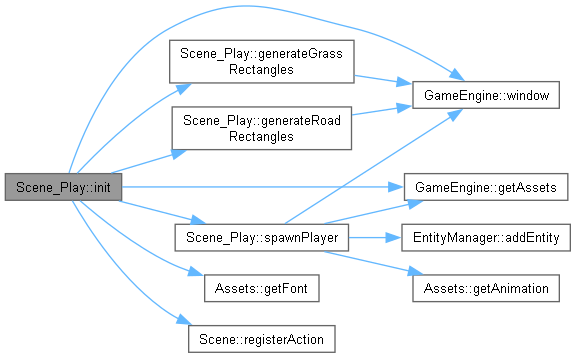 Scene_Play::init
Scene_Play::generateGrass
Rectangles
Scene_Play::generateRoad
Rectangles
Scene_Play::spawnPlayer
Assets::getFont
Scene::registerAction
GameEngine::window
GameEngine::getAssets
EntityManager::addEntity
Assets::getAnimation